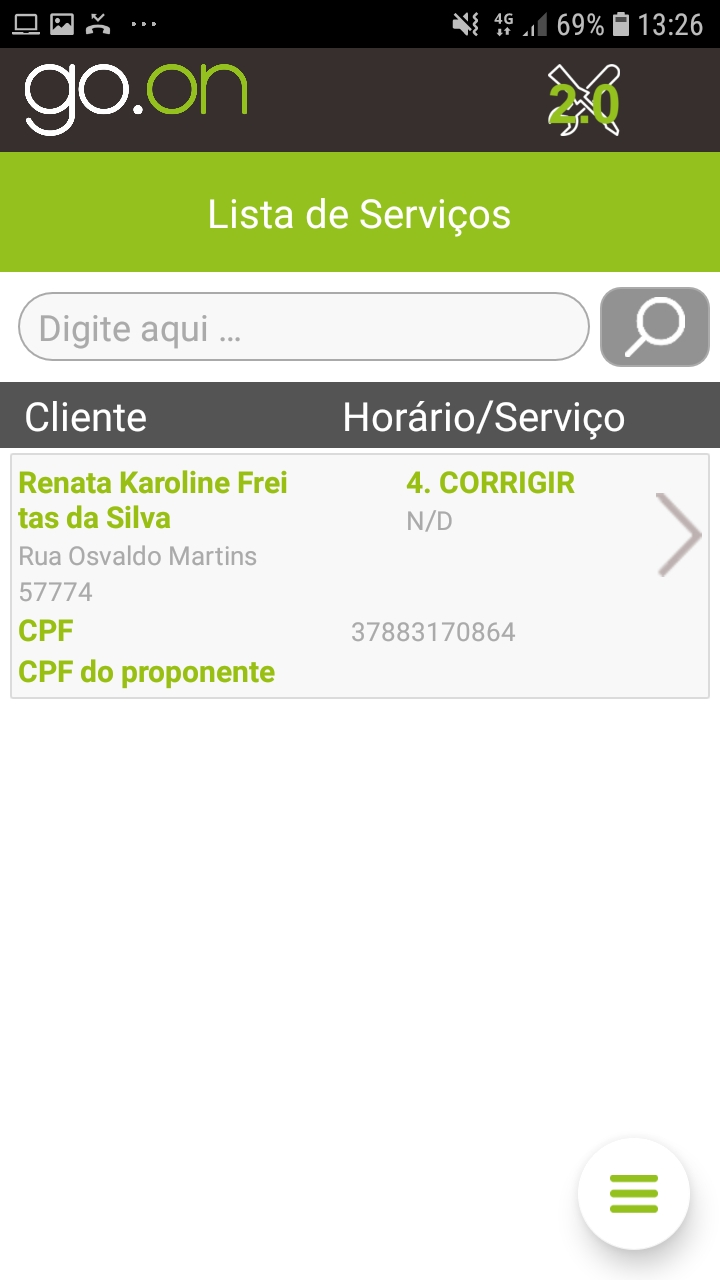 4G 69% 13:26
go.on 2.0
Lista de Serviços
Digite aqui ...
Cliente Horário/Serviço
Renata Karoline Frei 4. CORRIGIR
tas da Silva N/D
Rua Osvaldo Martins
57774
CPF 37883170864
CPF do proponente